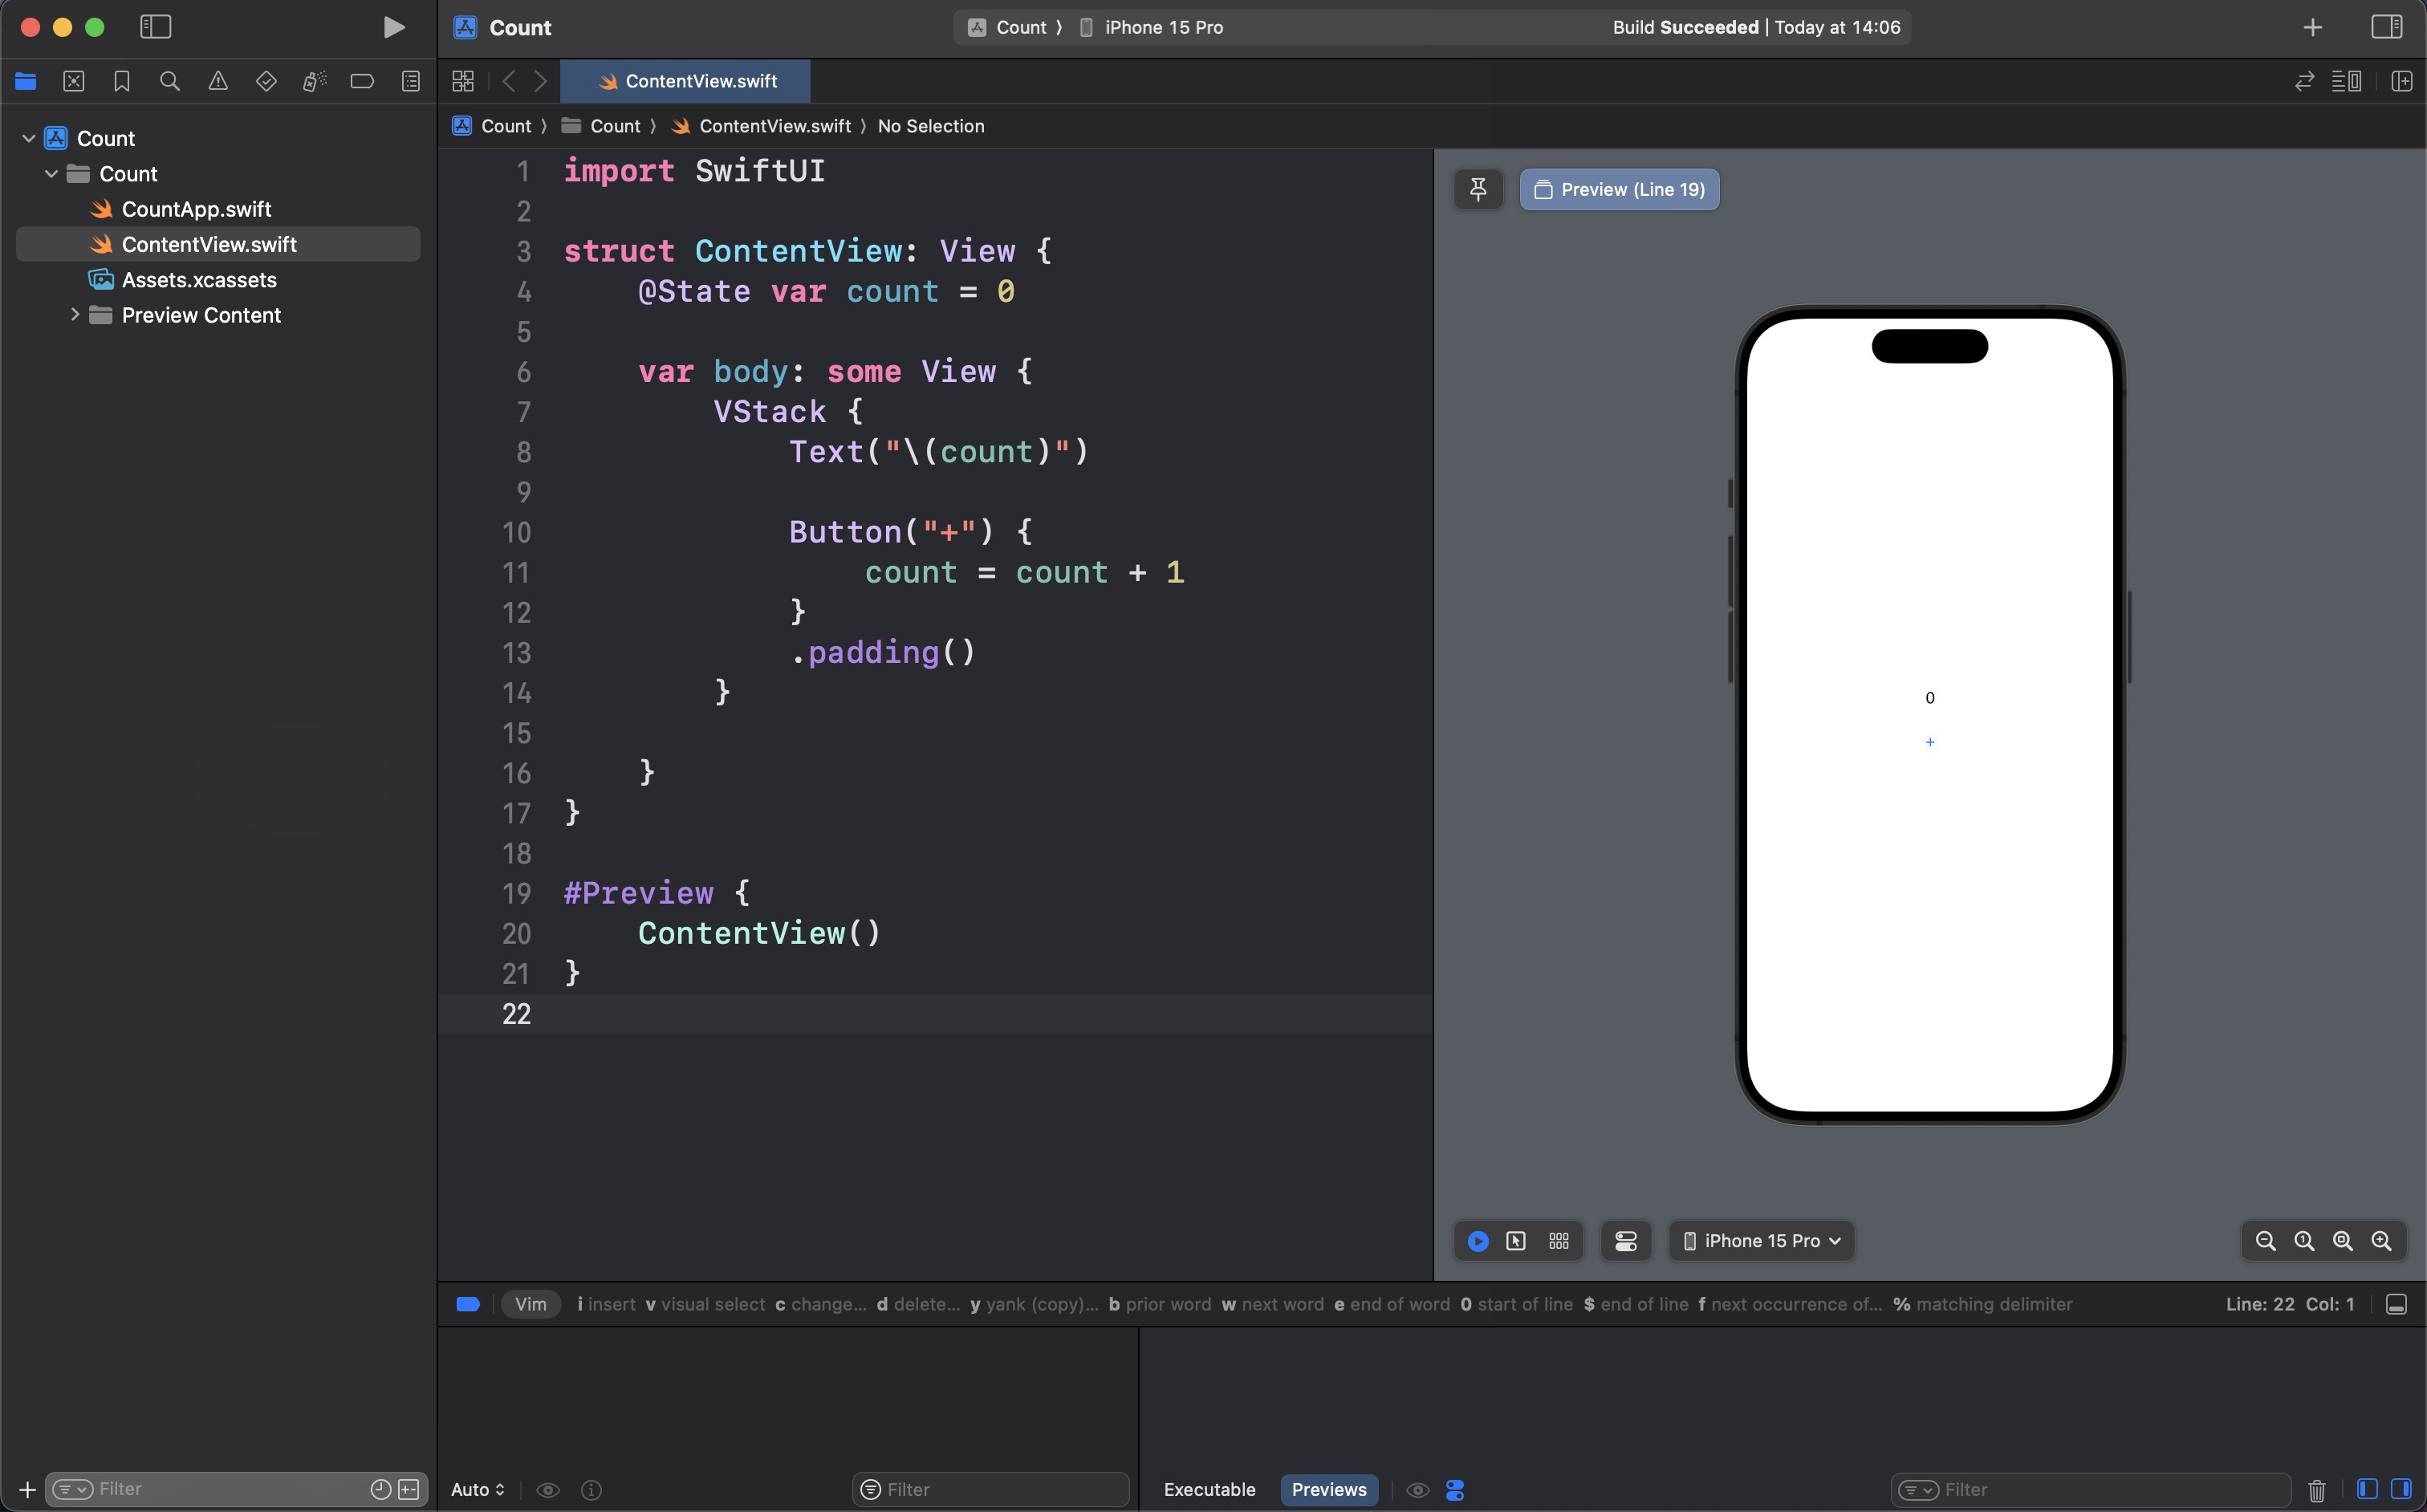 Count
Count 〉 iPhone 15 Pro
Build Succeeded | Today at 14:06
ContentView.swift
Count 〉 Count 〉 ContentView.swift 〉 No Selection
Count
Count
CountApp.swift
ContentView.swift
Assets.xcassets
Preview Content
1 import SwiftUI
2
3 struct ContentView: View {
4     @State var count = 0
5
6     var body: some View {
7         VStack {
8             Text("\(count)")
9
10             Button("+") {
11                 count = count + 1
12             }
13             .padding()
14         }
15
16     }
17 }
18
19 #Preview {
20     ContentView()
21 }
22
Preview (Line 19)
0
+
iPhone 15 Pro
Vim i insert v visual select c change... d delete... y yank (copy)... b prior word w next word e end of word 0 start of line $ end of line f next occurrence of... % matching delimiter
Line: 22 Col: 1
Filter
Auto
Filter
Executable
Previews
Filter